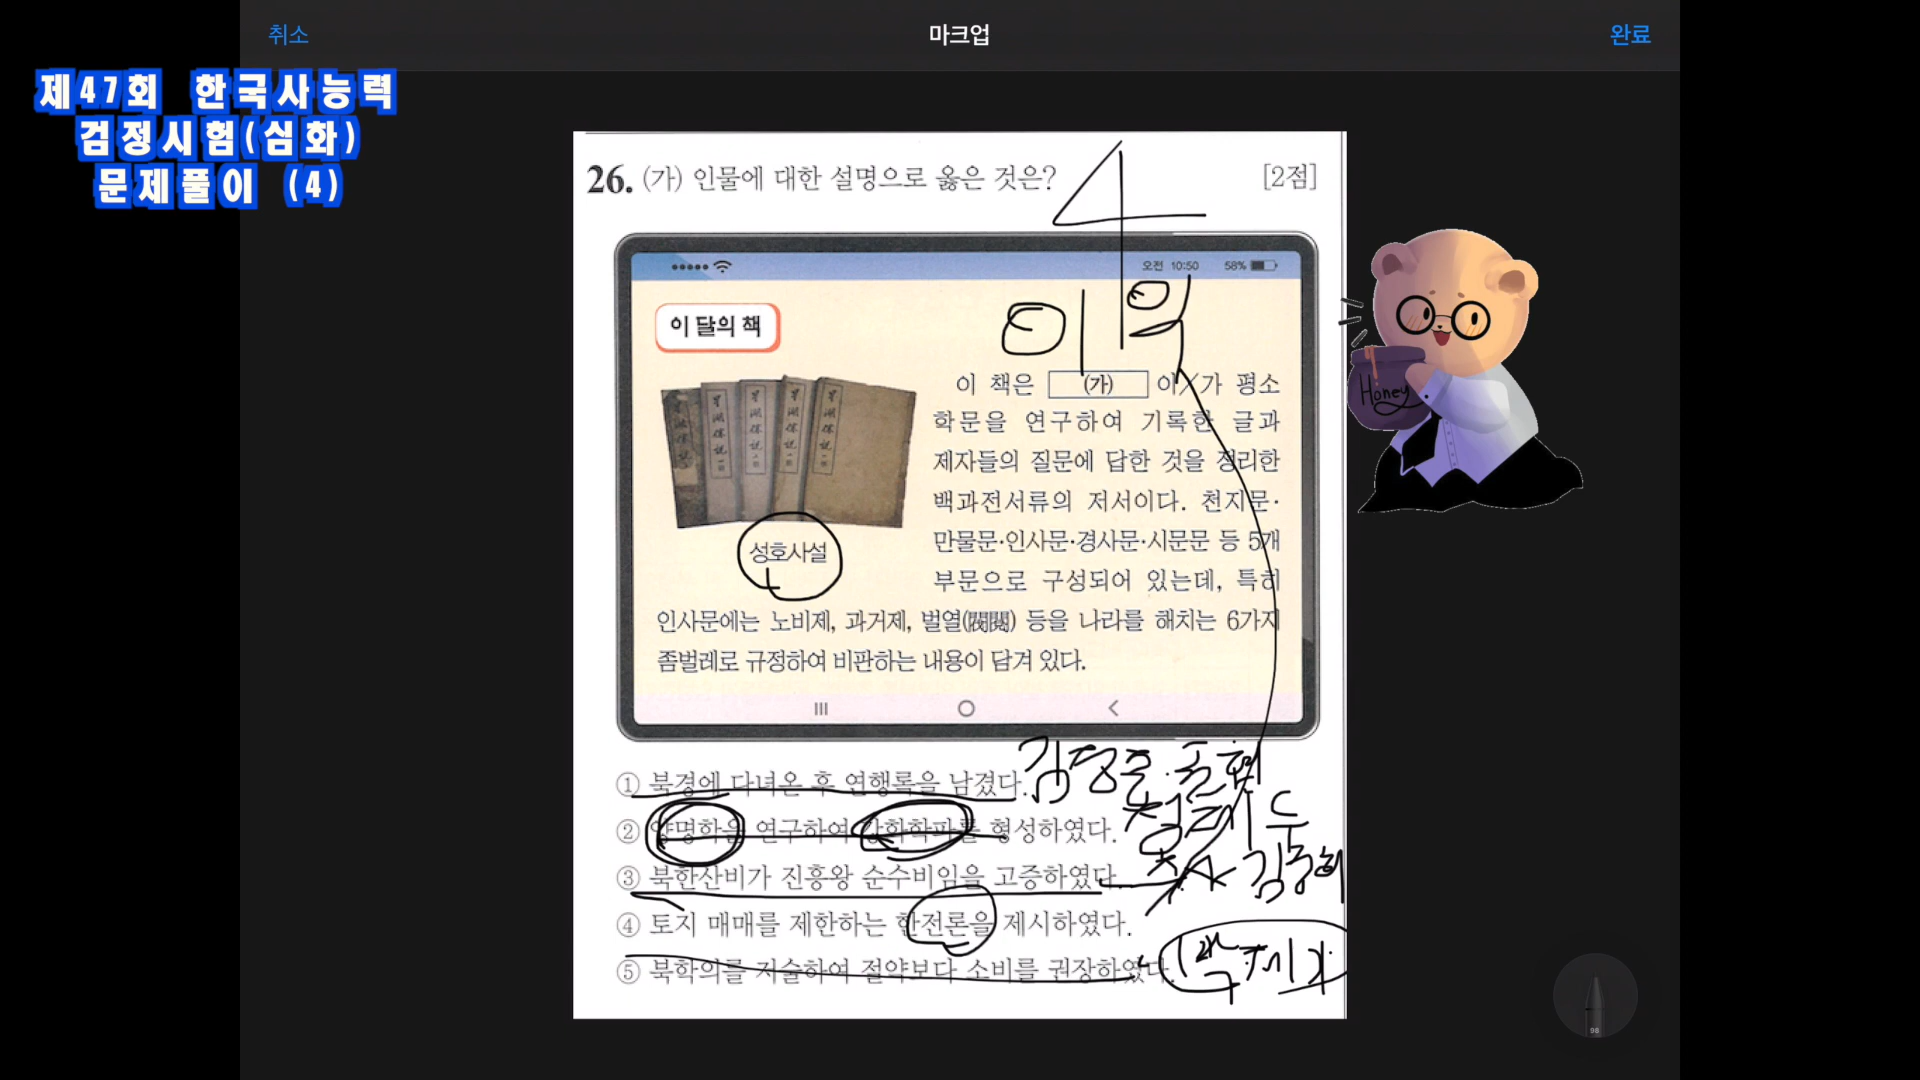 취소
마크업
완료
제47회 한국사능력
검정시험(심화)
문제풀이 (4)
26. (가) 인물에 대한 설명으로 옳은 것은? [2점]
4
오전 10:50 58%
이 달의 책
이익
이 책은 (가) 이/가 평소
학문을 연구하여 기록한 글과
제자들의 질문에 답한 것을 정리한
백과전서류의 저서이다. 천지문·
만물문·인사문·경사문·시문문 등 5개
부문으로 구성되어 있는데, 특히
인사문에는 노비제, 과거제, 벌열(閥閱) 등을 나라를 해치는 6가지
좀벌레로 규정하여 비판하는 내용이 담겨 있다.
星湖僿說
성호사설
Honey
① 북경에 다녀온 후 연행록을 남겼다.
② 양명학을 연구하여 강화학파를 형성하였다.
정제두
③ 북한산비가 진흥왕 순수비임을 고증하였다.
추사 김정희
④ 토지 매매를 제한하는 한전론을 제시하였다.
⑤ 북학의를 저술하여 절약보다 소비를 권장하였다.
박제가
98